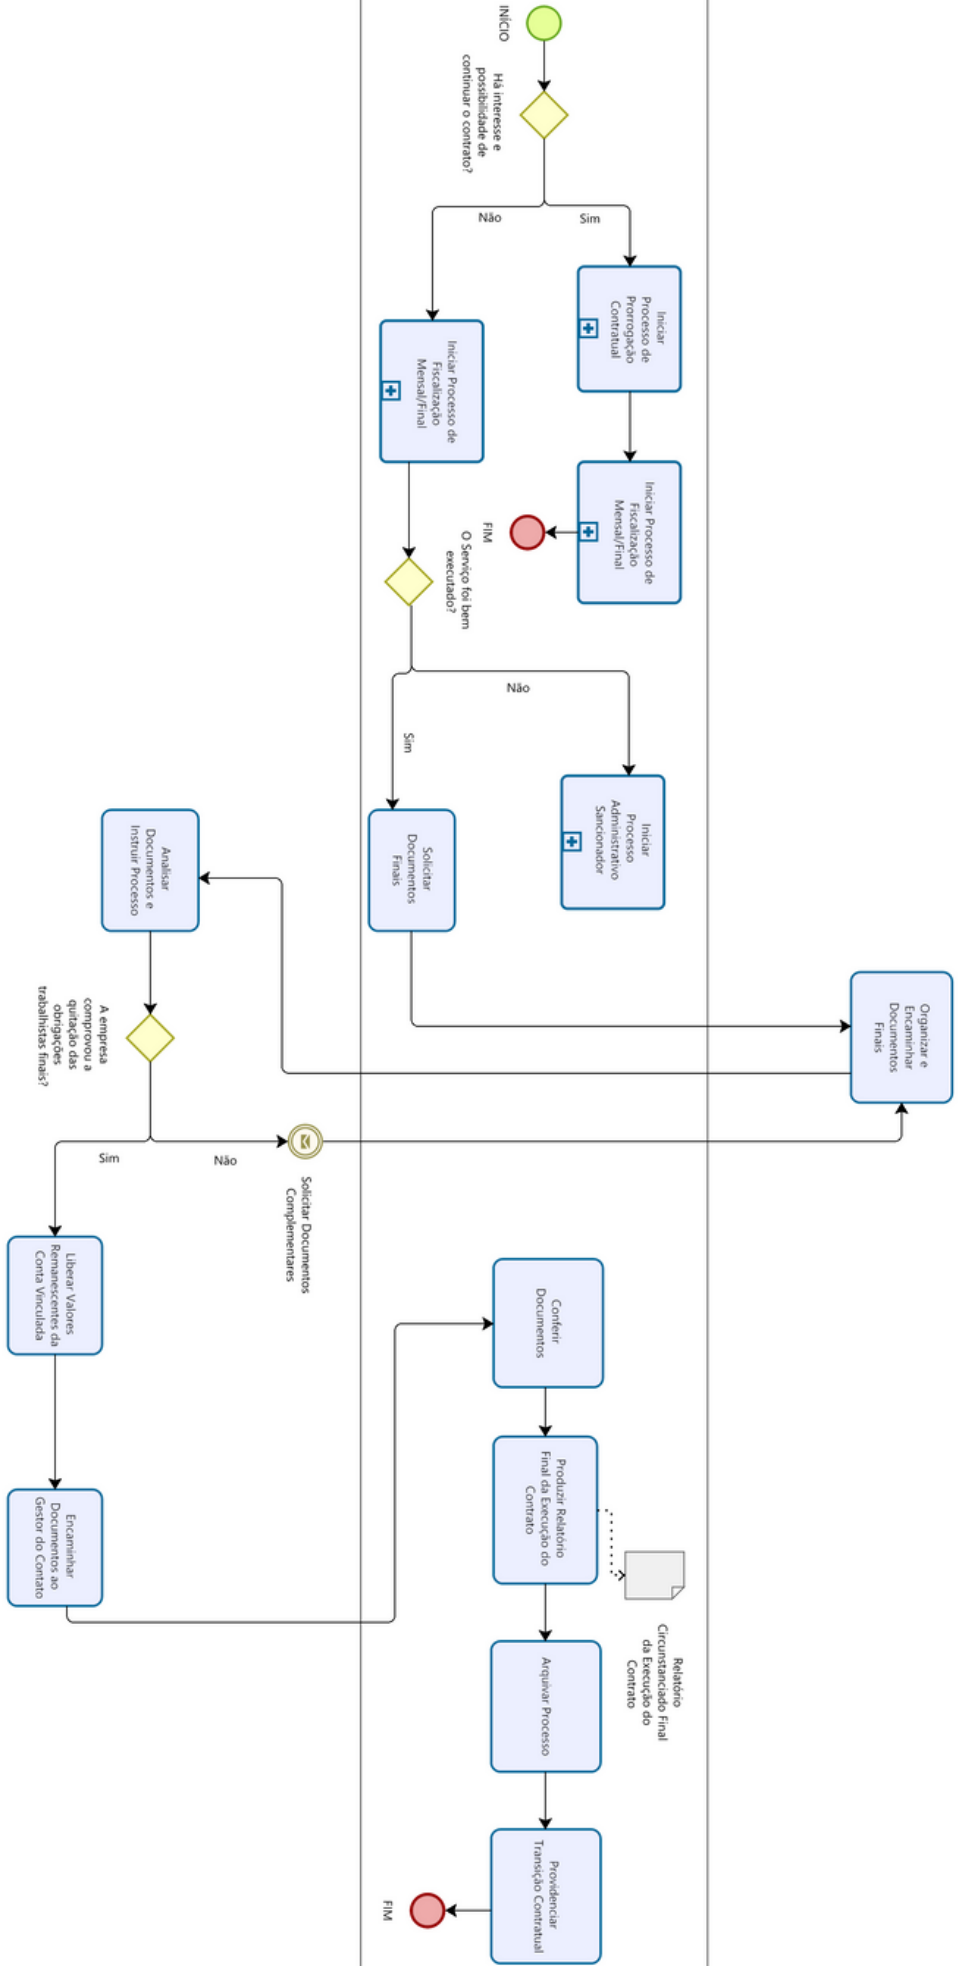 INÍCIO
Há interesse e
possibilidade de
continuar o contrato?
Sim
Não
Iniciar
Processo de
Prorrogação
Contratual
Iniciar Processo de
Fiscalização
Mensal/Final
Iniciar Processo de
Fiscalização
Mensal/Final
FIM
O Serviço foi bem
executado?
Não
Sim
Iniciar
Processo
Administrativo
Sancionador
Solicitar
Documentos
Finais
Organizar e
Encaminhar
Documentos
Finais
Analisar
Documentos e
Instruir Processo
A empresa
comprovou a
quitação das
obrigações
trabalhistas finais?
Não
Sim
Solicitar Documentos
Complementares
Liberar Valores
Remanescentes da
Conta Vinculada
Encaminhar
Documentos ao
Gestor do Contato
Conferir
Documentos
Produzir Relatório
Final da Execução do
Contrato
Relatório
Circunstanciado Final
da Execução do
Contrato
Arquivar Processo
Providenciar
Transição Contratual
FIM